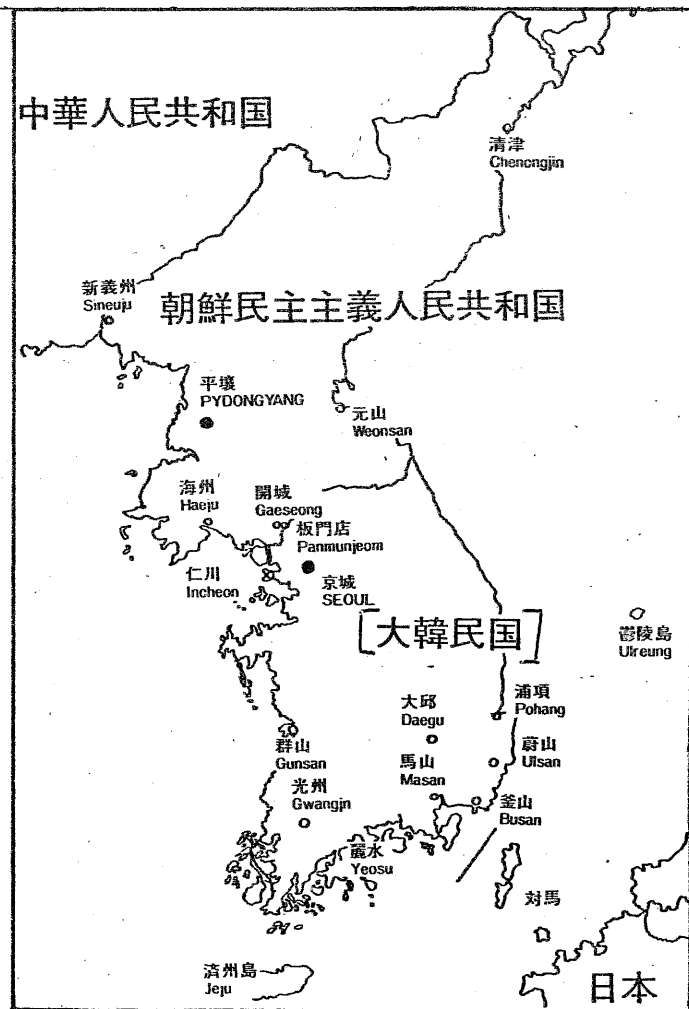 中華人民共和国
清津
Chenongjin
新義州
Sineuju
朝鮮民主主義人民共和国
平壌
PYDONGYANG
元山
Weonsan
海州
Haeju
開城
Gaeseong
板門店
Panmunjeom
仁川
Incheon
京城
SEOUL
[大韓民国]
鬱陵島
Ulreung
大邱
Daegu
浦項
Pohang
群山
Gunsan
馬山
Masan
蔚山
Ulsan
光州
Gwangjn
釜山
Busan
麗水
Yeosu
対馬
済州島
Jeju
日本